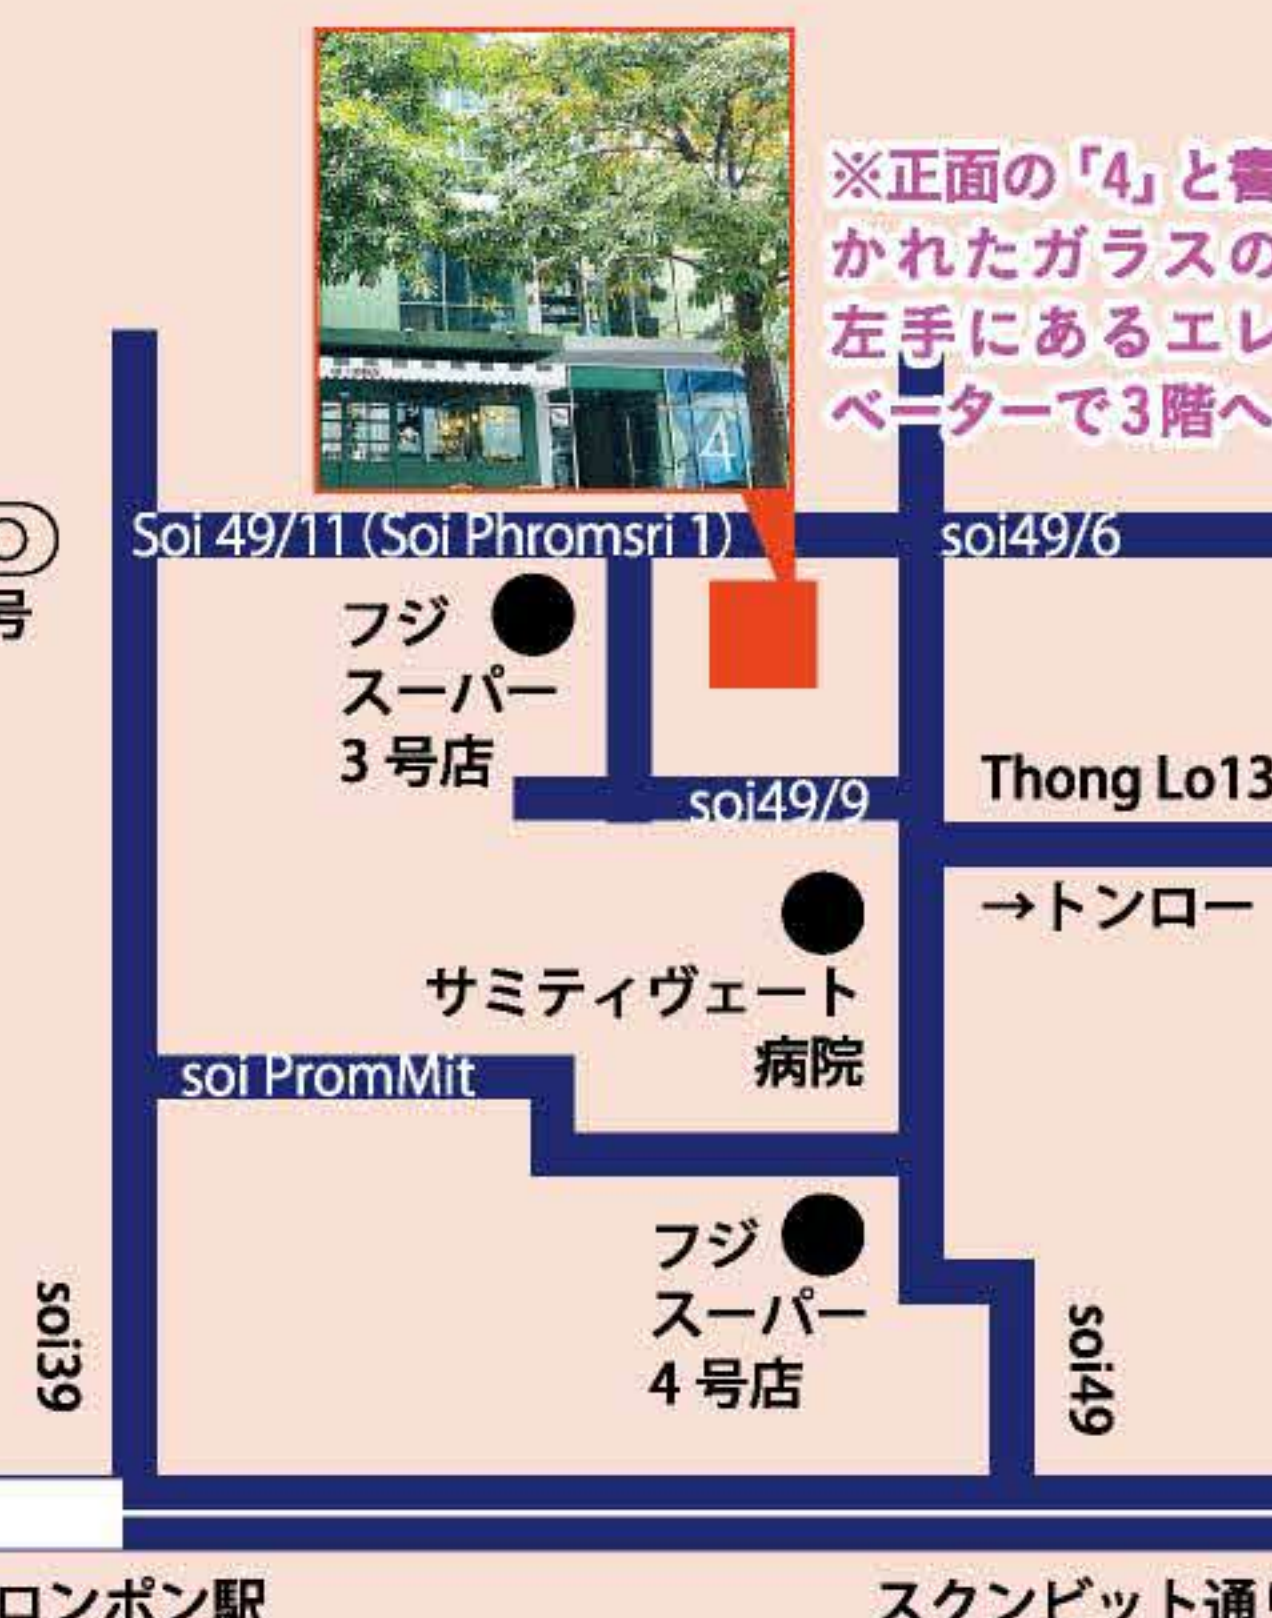 ※正面の「4」と書
かれたガラスの
左手にあるエレ
ベーターで3階へ
4
Soi 49/11 (Soi Phromsri 1)
soi49/6
号
フジ
スーパー
3 号店
soi49/9
Thong Lo13
→トンロー
サミティヴェート
病院
soi PromMit
フジ
スーパー
4 号店
soi39
soi49
ロンポン駅
スクンビット通り